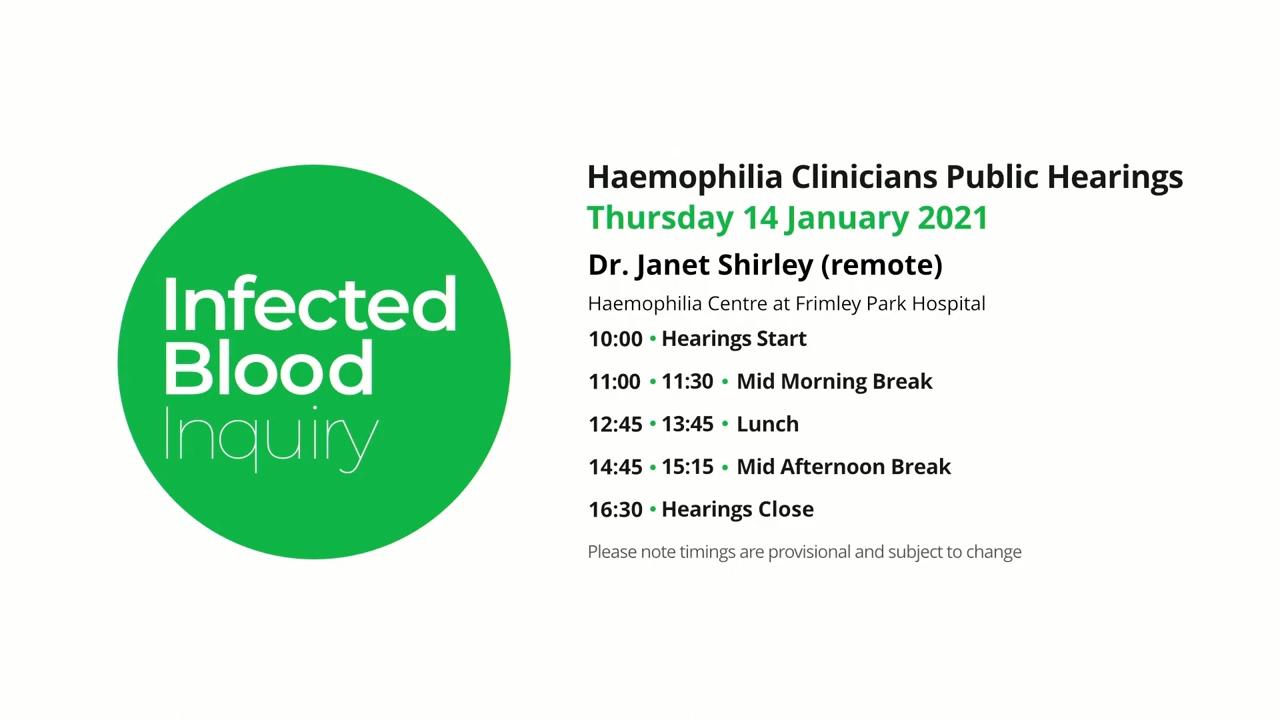 Infected
Blood
Inquiry
Haemophilia Clinicians Public Hearings
Thursday 14 January 2021
Dr. Janet Shirley (remote)
Haemophilia Centre at Frimley Park Hospital
10:00 • Hearings Start
11:00 • 11:30 • Mid Morning Break
12:45 • 13:45 • Lunch
14:45 • 15:15 • Mid Afternoon Break
16:30 • Hearings Close
Please note timings are provisional and subject to change